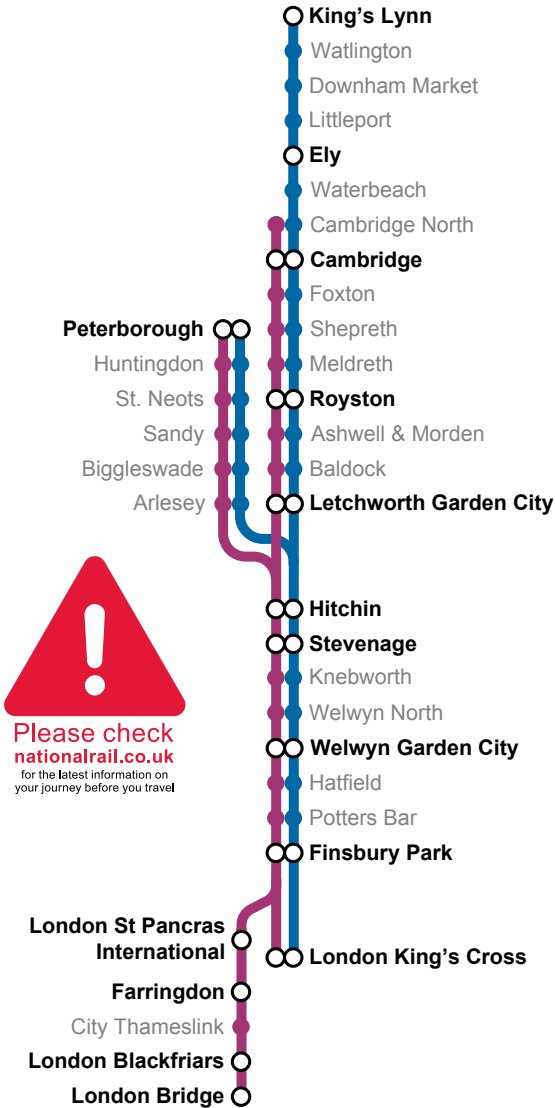 King's Lynn
Watlington
Downham Market
Littleport
Ely
Waterbeach
Cambridge North
Cambridge
Foxton
Peterborough
Shepreth
Huntingdon
Meldreth
St. Neots
Royston
Sandy
Ashwell & Morden
Biggleswade
Baldock
Arlesey
Letchworth Garden City
Hitchin
Stevenage
Knebworth
Welwyn North
Please check
nationalrail.co.uk
for the latest information on
your journey before you travel
Welwyn Garden City
Hatfield
Potters Bar
Finsbury Park
London St Pancras
International
London King's Cross
Farringdon
City Thameslink
London Blackfriars
London Bridge